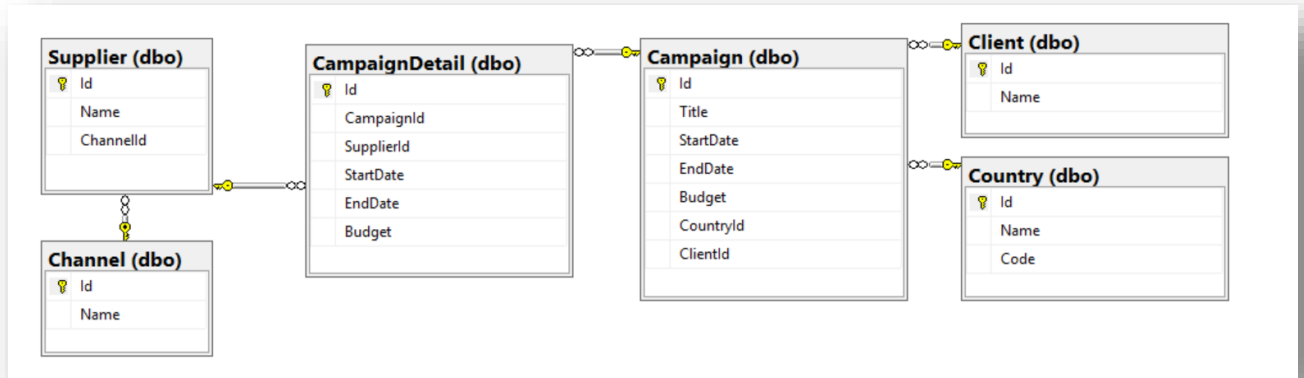 Supplier (dbo)
Id
Name
ChannelId
Channel (dbo)
Id
Name
CampaignDetail (dbo)
Id
CampaignId
SupplierId
StartDate
EndDate
Budget
Campaign (dbo)
Id
Title
StartDate
EndDate
Budget
CountryId
ClientId
Client (dbo)
Id
Name
Country (dbo)
Id
Name
Code